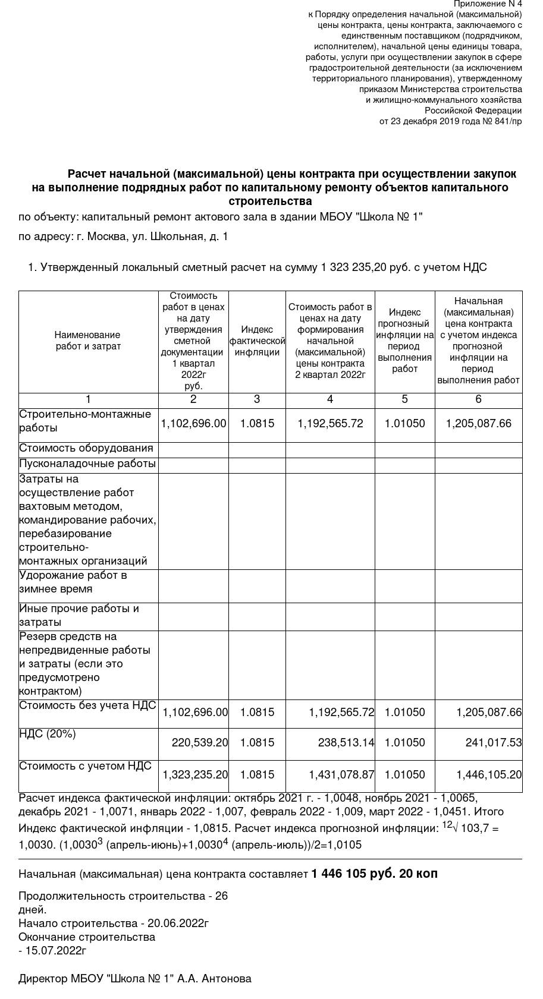 Приложение N 4
к Порядку определения начальной (максимальной)
цены контракта, цены контракта, заключаемого с
единственным поставщиком (подрядчиком,
исполнителем), начальной цены единицы товара,
работы, услуги при осуществлении закупок в сфере
градостроительной деятельности (за исключением
территориального планирования), утвержденному
приказом Министерства строительства
и жилищно-коммунального хозяйства
Российской Федерации
от 23 декабря 2019 года № 841/пр
Расчет начальной (максимальной) цены контракта при осуществлении закупок
на выполнение подрядных работ по капитальному ремонту объектов капитального
строительства
по объекту: капитальный ремонт актового зала в здании МБОУ "Школа № 1"
по адресу: г. Москва, ул. Школьная, д. 1
1. Утвержденный локальный сметный расчет на сумму 1 323 235,20 руб. с учетом НДС
Наименование
работ и затрат
Стоимость
работ в ценах
на дату
утверждения
сметной
документации
1 квартал
2022г
руб.
Индекс
фактической
инфляции
Стоимость работ в
ценах на дату
формирования
начальной
(максимальной)
цены контракта
2 квартал 2022г
Индекс
прогнозный
инфляции на
период
выполнения
работ
Начальная
(максимальная)
цена контракта
с учетом индекса
прогнозной
инфляции на
период
выполнения работ
1 2 3 4 5 6
Строительно-монтажные
работы
1,102,696.00 1.0815 1,192,565.72 1.01050 1,205,087.66
Стоимость оборудования
Пусконаладочные работы
Затраты на
осуществление работ
вахтовым методом,
командирование рабочих,
перебазирование
строительно-
монтажных организаций
Удорожание работ в
зимнее время
Иные прочие работы и
затраты
Резерв средств на
непредвиденные работы
и затраты (если это
предусмотрено
контрактом)
Стоимость без учета НДС 1,102,696.00 1.0815 1,192,565.72 1.01050 1,205,087.66
НДС (20%) 220,539.20 1.0815 238,513.14 1.01050 241,017.53
Стоимость с учетом НДС 1,323,235.20 1.0815 1,431,078.87 1.01050 1,446,105.20
Расчет индекса фактической инфляции: октябрь 2021 г. - 1,0048, ноябрь 2021 - 1,0065,
декабрь 2021 - 1,0071, январь 2022 - 1,007, февраль 2022 - 1,009, март 2022 - 1,0451. Итого
Индекс фактической инфляции - 1,0815. Расчет индекса прогнозной инфляции: ¹²√ 103,7 =
1,0030. (1,0030³ (апрель-июнь)+1,0030⁴ (апрель-июль))/2=1,0105
Начальная (максимальная) цена контракта составляет 1 446 105 руб. 20 коп
Продолжительность строительства - 26
дней.
Начало строительства - 20.06.2022г
Окончание строительства
- 15.07.2022г
Директор МБОУ "Школа № 1" А.А. Антонова